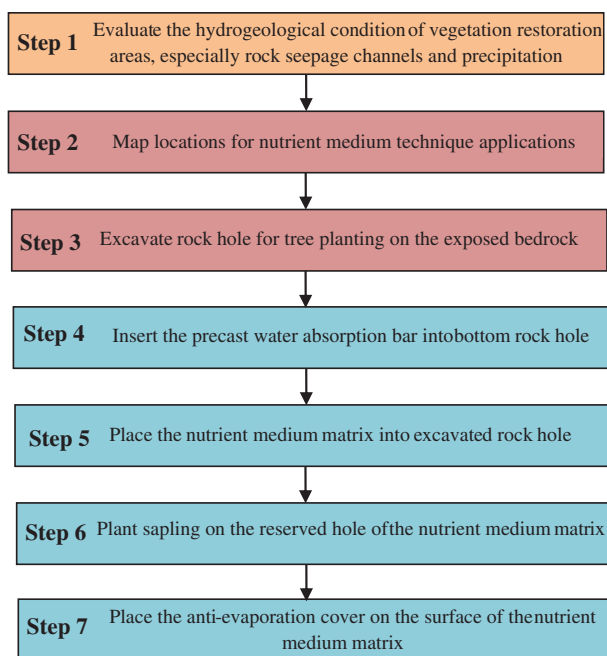 Step 1
Evaluate the hydrogeological condition of vegetation restoration
areas, especially rock seepage channels and precipitation
Step 2
Map locations for nutrient medium technique applications
Step 3
Excavate rock hole for tree planting on the exposed bedrock
Step 4
Insert the precast water absorption bar intobottom rock hole
Step 5
Place the nutrient medium matrix into excavated rock hole
Step 6
Plant sapling on the reserved hole of the nutrient medium matrix
Step 7
Place the anti-evaporation cover on the surface of thenutrient
medium matrix